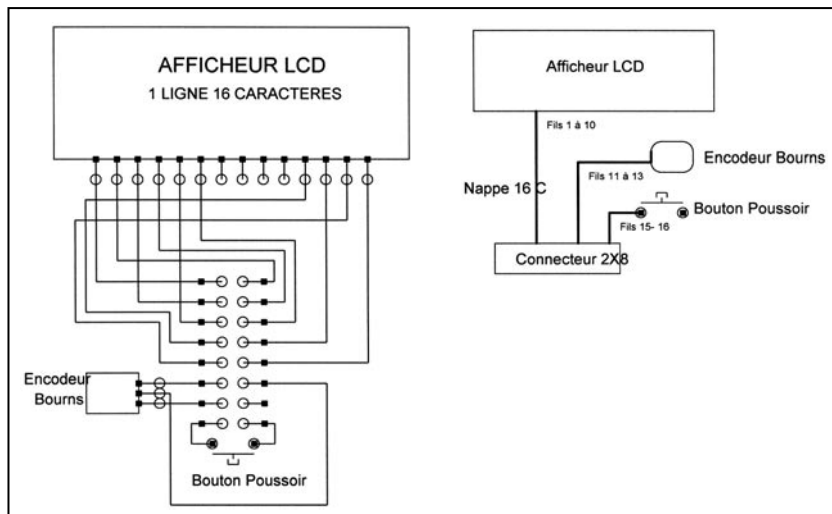 AFFICHEUR LCD
1 LIGNE 16 CARACTERES
Encodeur
Bourns
Bouton Poussoir
Afficheur LCD
Fils 1 à 10
Encodeur Bourns
Fils 11 à 13
Nappe 16 C
Bouton Poussoir
Fils 15- 16
Connecteur 2X8